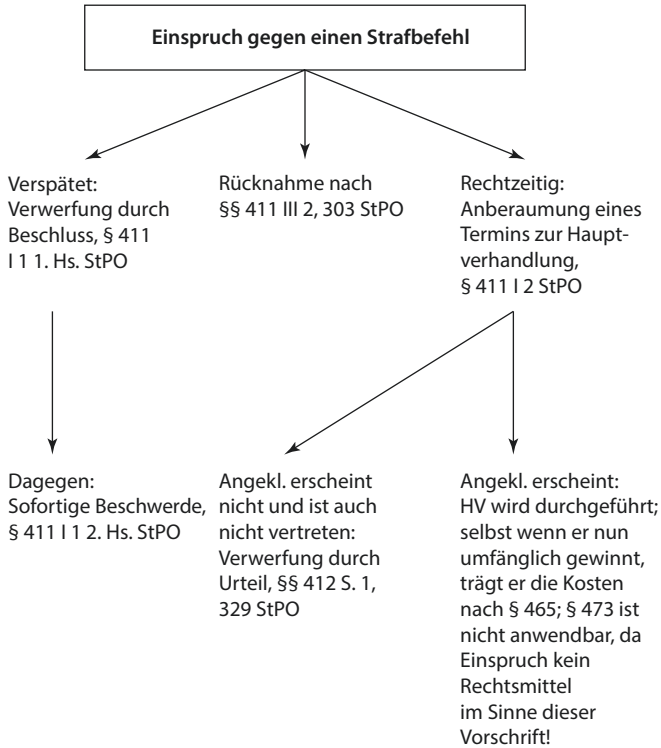 Einspruch gegen einen Strafbefehl
Verspätet:
Verwerfung durch
Beschluss, § 411
I 1 1. Hs. StPO
Rücknahme nach
§§ 411 III 2, 303 StPO
Rechtzeitig:
Anberaumung eines
Termins zur Haupt-
verhandlung,
§ 411 I 2 StPO
Dagegen:
Sofortige Beschwerde,
§ 411 I 1 2. Hs. StPO
Angekl. erscheint
nicht und ist auch
nicht vertreten:
Verwerfung durch
Urteil, §§ 412 S. 1,
329 StPO
Angekl. erscheint:
HV wird durchgeführt;
selbst wenn er nun
umfänglich gewinnt,
trägt er die Kosten
nach § 465; § 473 ist
nicht anwendbar, da
Einspruch kein
Rechtsmittel
im Sinne dieser
Vorschrift!